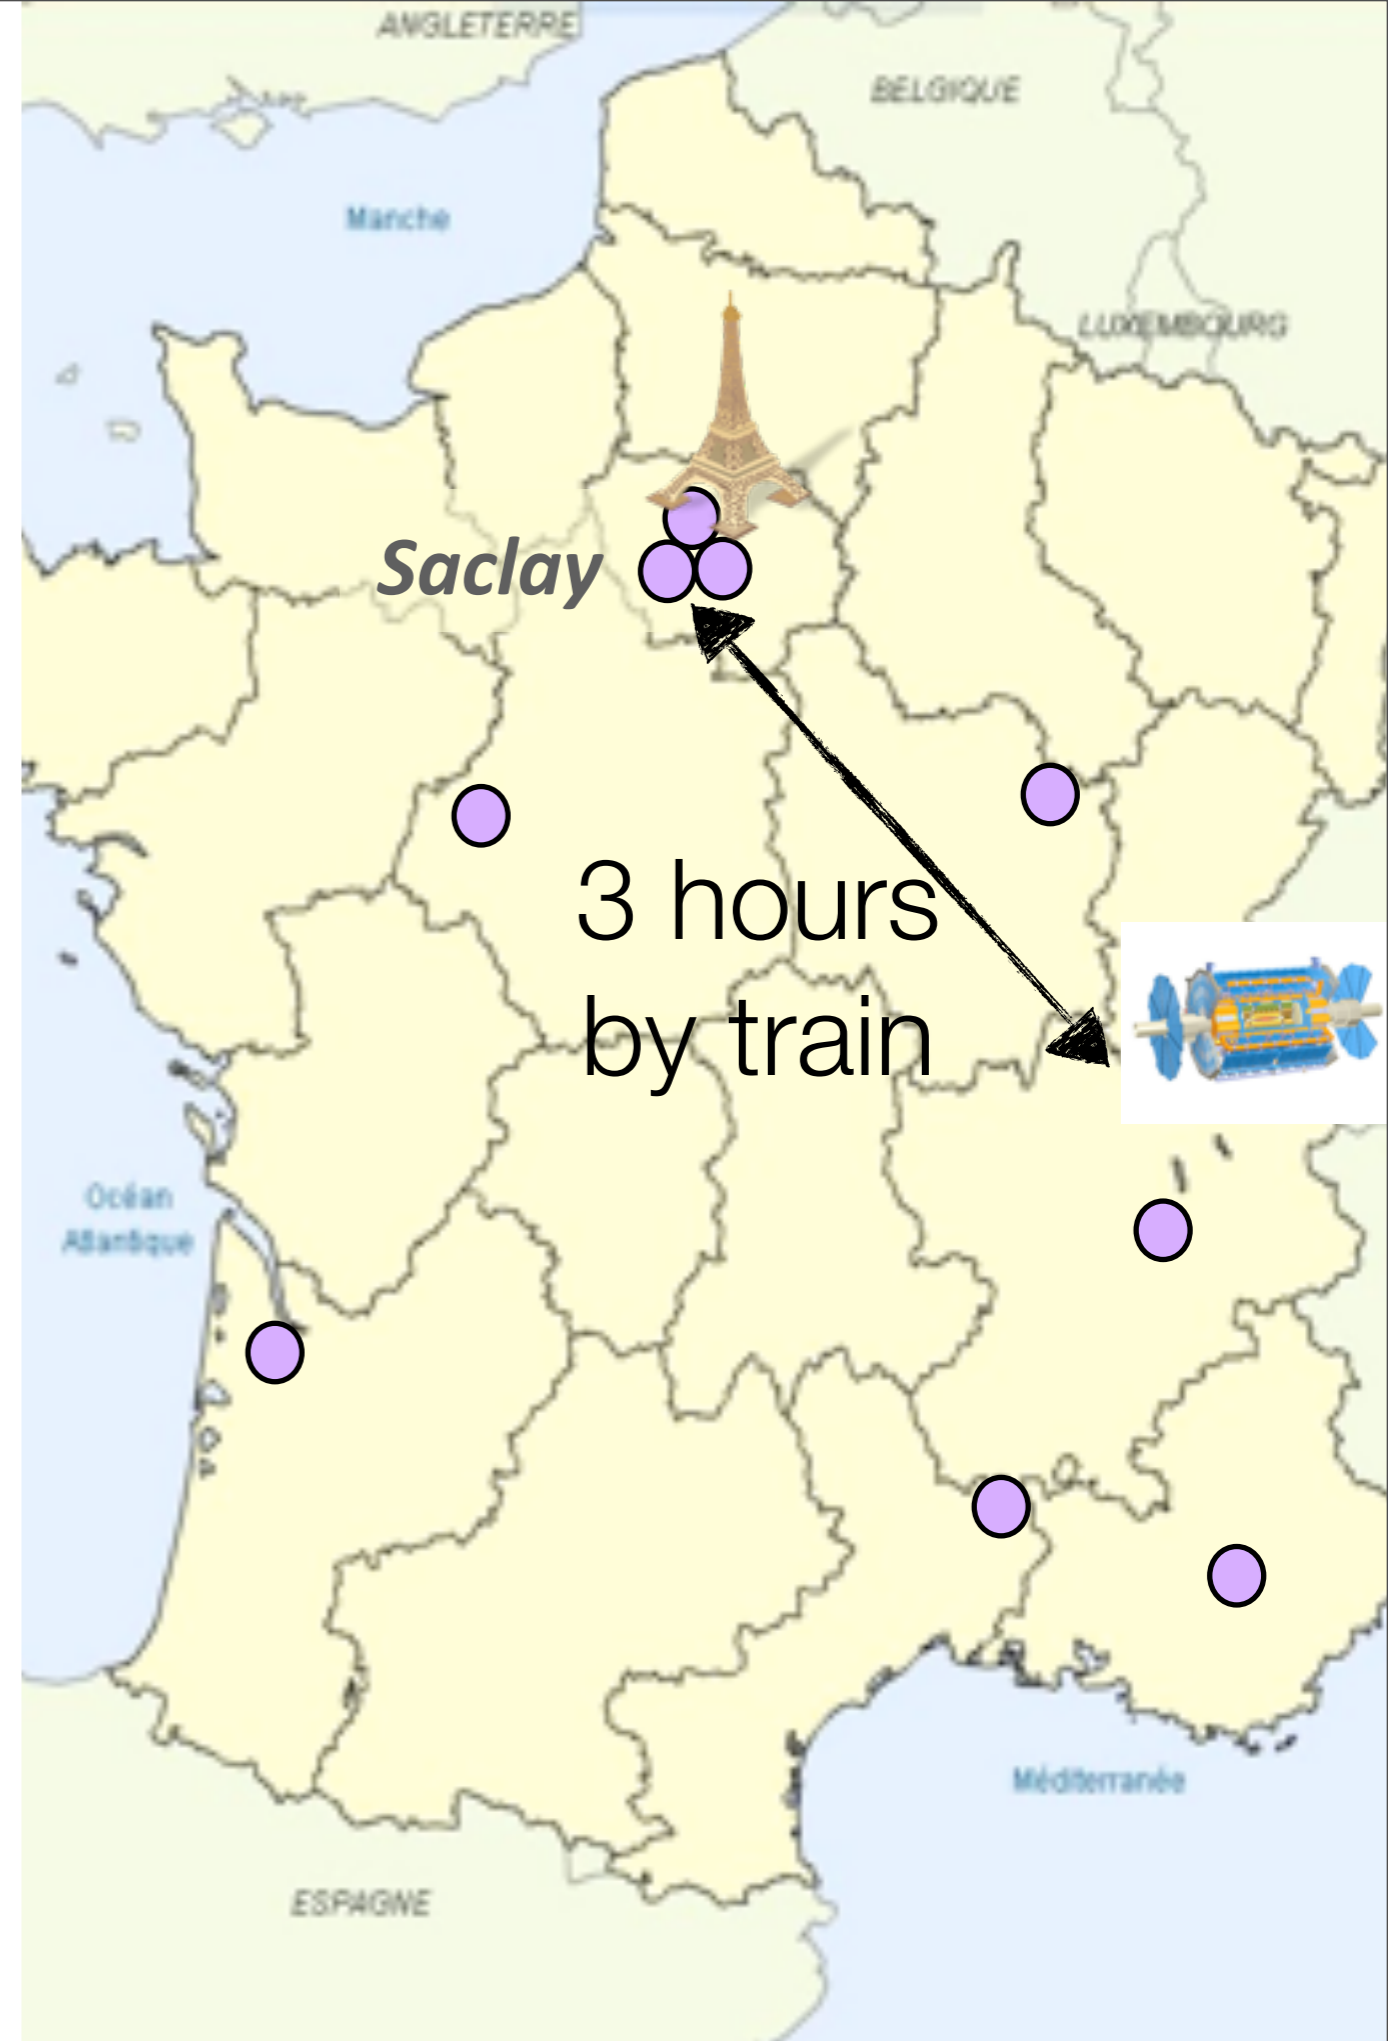 ANGLETERRE
BELGIQUE
Manche
LUXEMBOURG
Saclay
3 hours
by train
Océan
Atlantique
Méditerranée
ESPAGNE